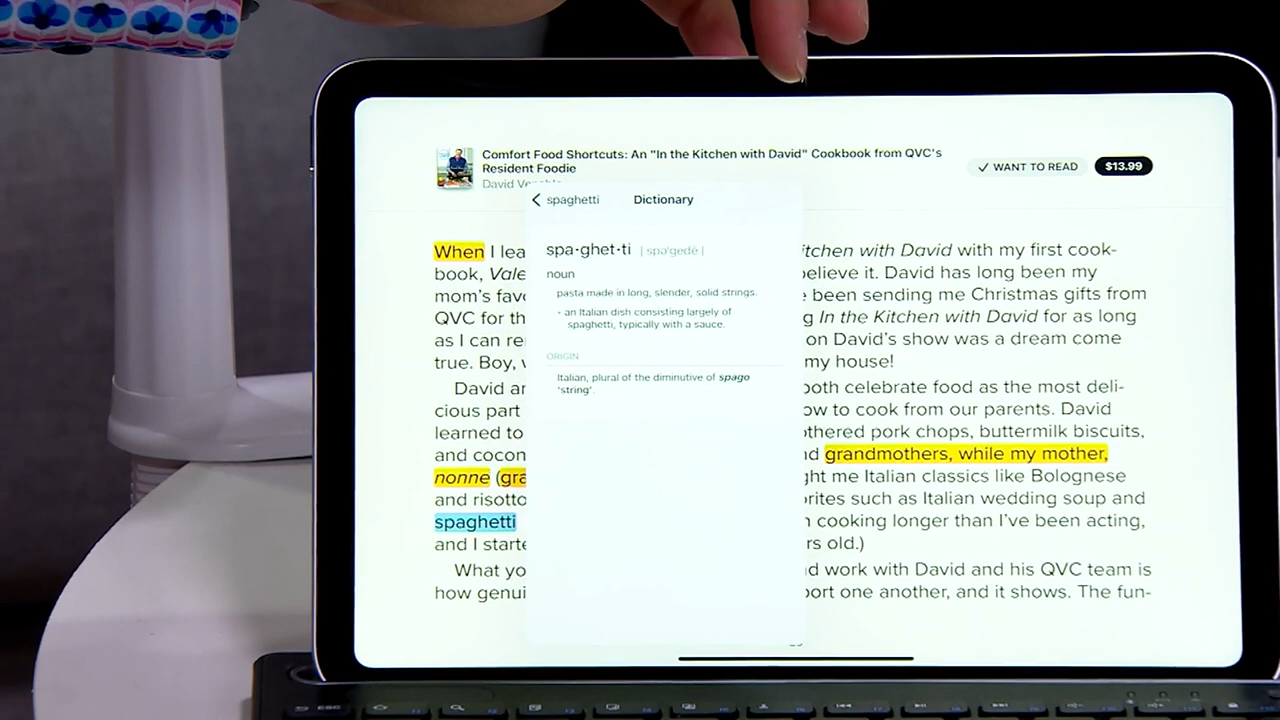 Comfort Food Shortcuts: An "In the Kitchen with David" Cookbook from QVC's
Resident Foodie
David
WANT TO READ
$13.99
spaghetti
Dictionary
spa·ghet·ti | spəˈɡedē |
noun
pasta made in long, slender, solid strings.
· an Italian dish consisting largely of
spaghetti, typically with a sauce.
ORIGIN
Italian, plural of the diminutive of spago
'string'.
When I lea itchen with David with my first cook-
book, Vale believe it. David has long been my
mom's favo been sending me Christmas gifts from
QVC for th g In the Kitchen with David for as long
as I can re on David's show was a dream come
true. Boy, my house!
David an both celebrate food as the most deli-
cious part ow to cook from our parents. David
learned to othered pork chops, buttermilk biscuits,
and cocon nd grandmothers, while my mother,
nonne (gra ght me Italian classics like Bolognese
and risotto orites such as Italian wedding soup and
spaghetti n cooking longer than I've been acting,
and I starte rs old.)
What yo nd work with David and his QVC team is
how genui port one another, and it shows. The fun-
ESC